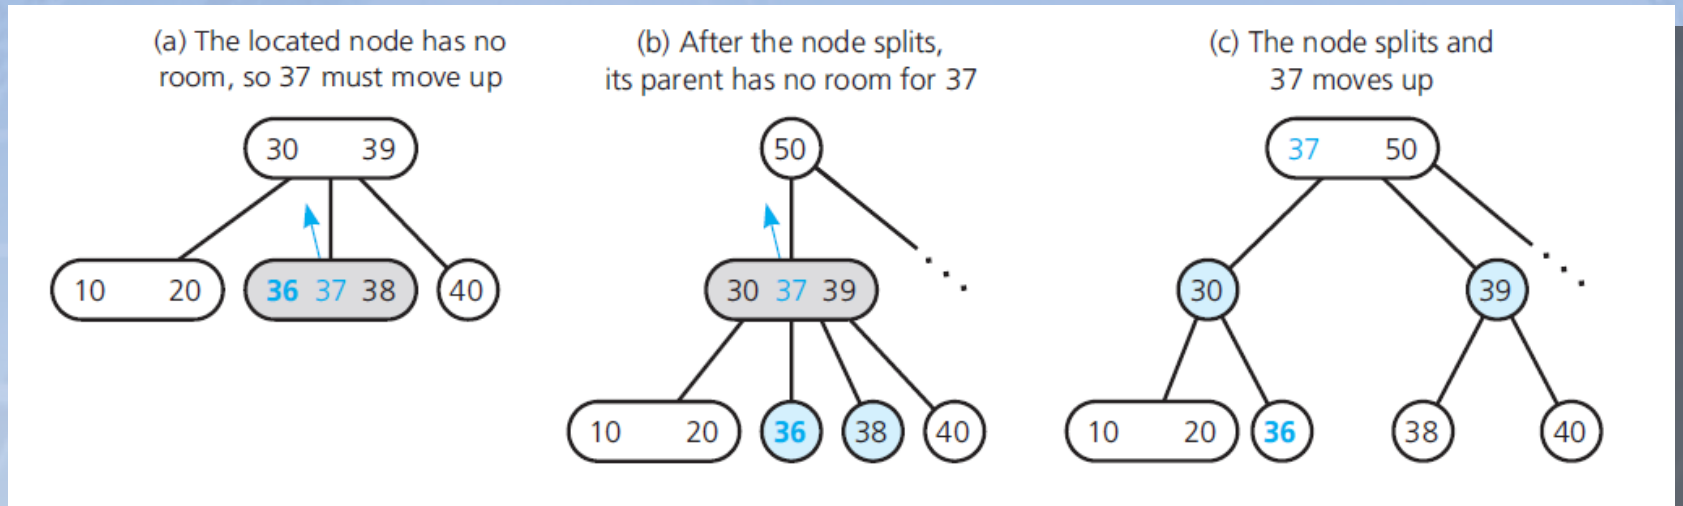 (a) The located node has no
room, so 37 must move up
30 39
10 20 36 37 38 40
(b) After the node splits,
its parent has no room for 37
50
30 37 39
10 20 36 38 40
(c) The node splits and
37 moves up
37 50
30 39
10 20 36 38 40